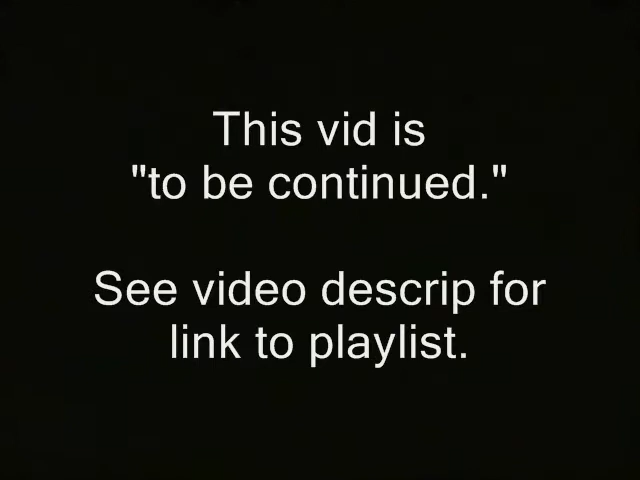 This vid is
"to be continued."
See video descrip for
link to playlist.